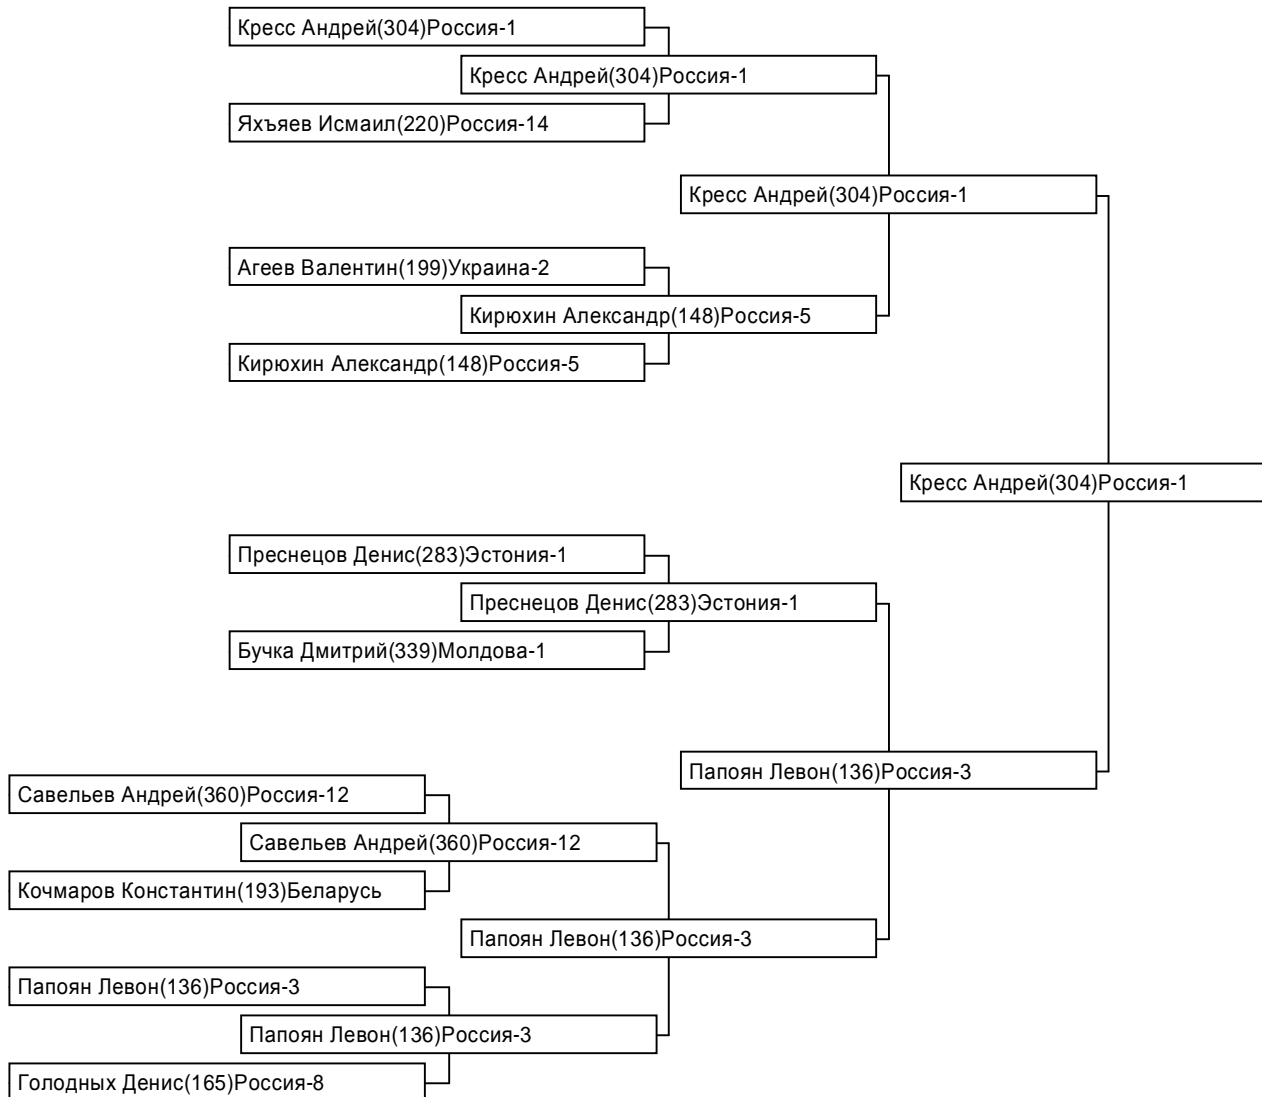 Кресс Андрей(304)Россия-1
Кресс Андрей(304)Россия-1
Яхъяев Исмаил(220)Россия-14
Кресс Андрей(304)Россия-1
Агеев Валентин(199)Украина-2
Кирюхин Александр(148)Россия-5
Кирюхин Александр(148)Россия-5
Кресс Андрей(304)Россия-1
Преснецов Денис(283)Эстония-1
Преснецов Денис(283)Эстония-1
Бучка Дмитрий(339)Молдова-1
Папоян Левон(136)Россия-3
Савельев Андрей(360)Россия-12
Савельев Андрей(360)Россия-12
Кочмаров Константин(193)Беларусь
Папоян Левон(136)Россия-3
Папоян Левон(136)Россия-3
Папоян Левон(136)Россия-3
Голодных Денис(165)Россия-8